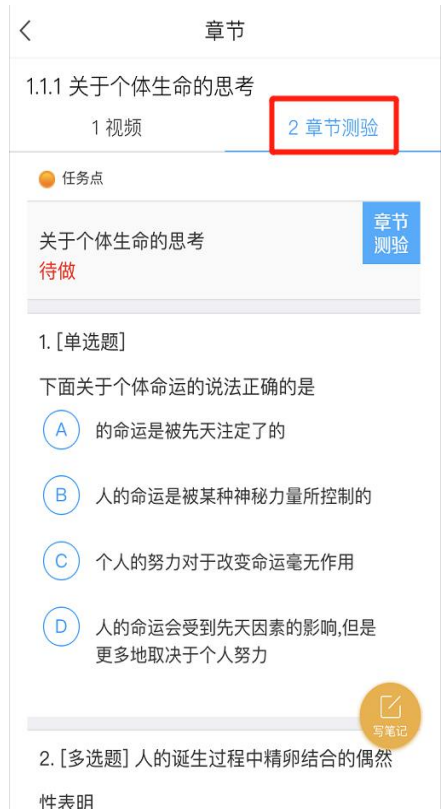 章节
1.1.1 关于个体生命的思考
1 视频
2 章节测验
任务点
关于个体生命的思考
待做
章节
测验
1. [单选题]
下面关于个体命运的说法正确的是
A 的命运是被先天注定了的
B 人的命运是被某种神秘力量所控制的
C 个人的努力对于改变命运毫无作用
D 人的命运会受到先天因素的影响,但是
更多地取决于个人努力
写笔记
2. [多选题] 人的诞生过程中精卵结合的偶然
性表明